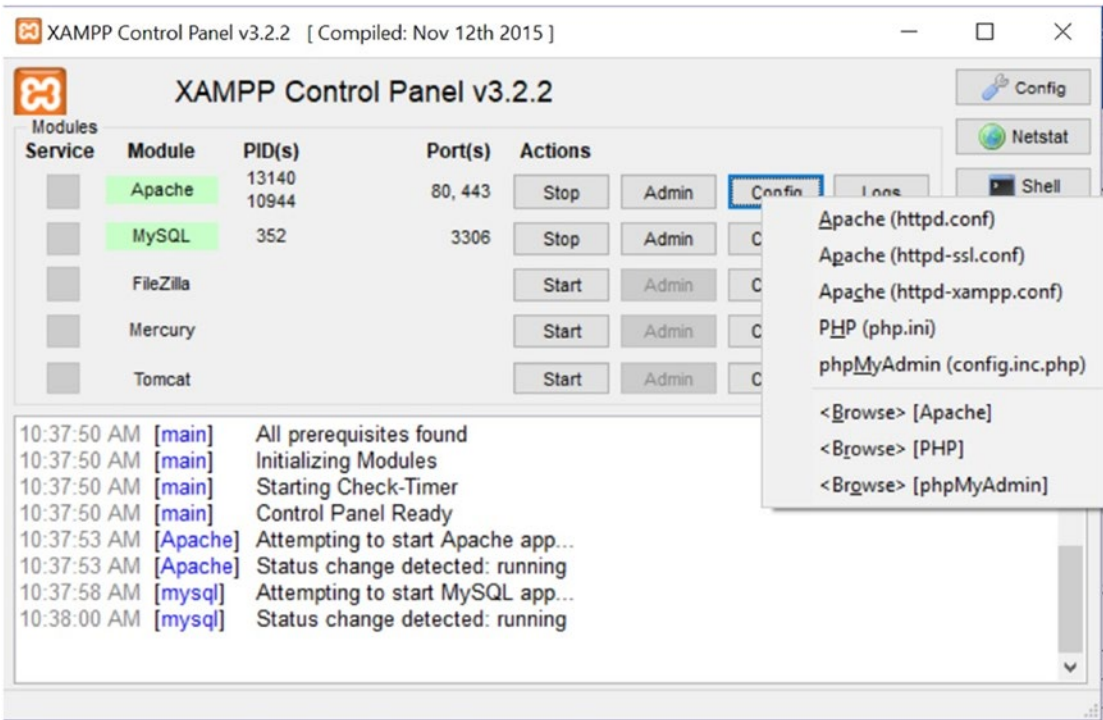 XAMPP Control Panel v3.2.2 [ Compiled: Nov 12th 2015 ]
XAMPP Control Panel v3.2.2
Config
Netstat
Shell
Modules
Service Module PID(s) Port(s) Actions
Apache 13140 10944 80, 443 Stop Admin Config Logs
MySQL 352 3306 Stop Admin
FileZilla Start Admin
Mercury Start Admin
Tomcat Start Admin
Apache (httpd.conf)
Apache (httpd-ssl.conf)
Apache (httpd-xampp.conf)
PHP (php.ini)
phpMyAdmin (config.inc.php)
<Browse> [Apache]
<Browse> [PHP]
<Browse> [phpMyAdmin]
10:37:50 AM [main] All prerequisites found
10:37:50 AM [main] Initializing Modules
10:37:50 AM [main] Starting Check-Timer
10:37:50 AM [main] Control Panel Ready
10:37:53 AM [Apache] Attempting to start Apache app...
10:37:53 AM [Apache] Status change detected: running
10:37:58 AM [mysql] Attempting to start MySQL app...
10:38:00 AM [mysql] Status change detected: running